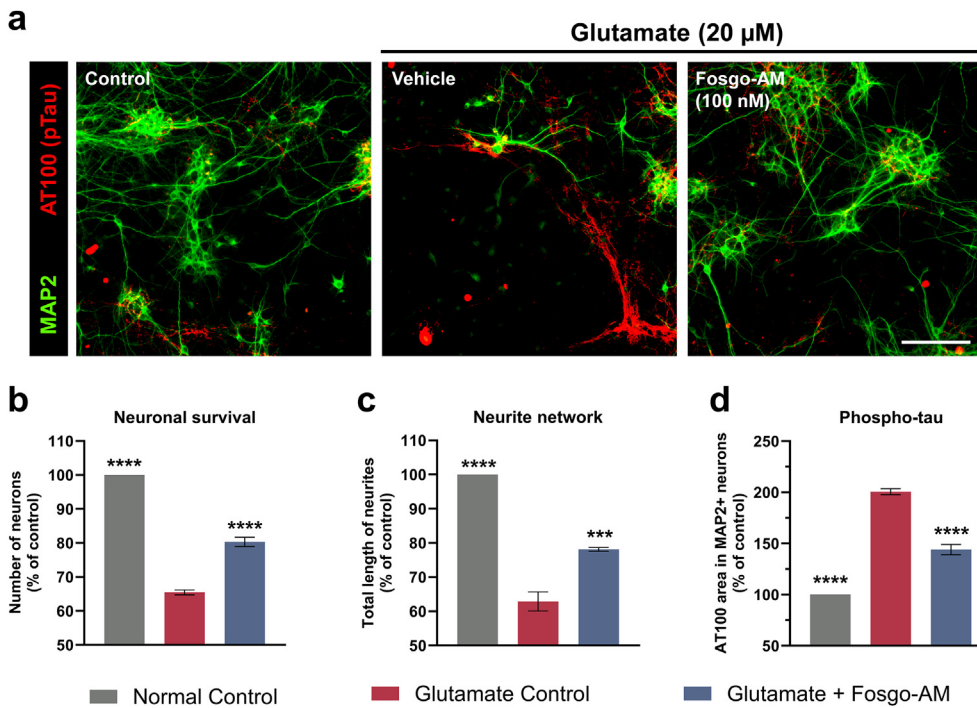 a
Glutamate (20 µM)
AT100 (pTau)
MAP2
Control
Vehicle
Fosgo-AM
(100 nM)
b
Neuronal survival
Number of neurons
(% of control)
110
100
90
80
70
60
50
****
****
c
Neurite network
Total length of neurites
(% of control)
110
100
90
80
70
60
50
****
***
d
Phospho-tau
AT100 area in MAP2+ neurons
(% of control)
250
200
150
100
50
****
****
Normal Control
Glutamate Control
Glutamate + Fosgo-AM